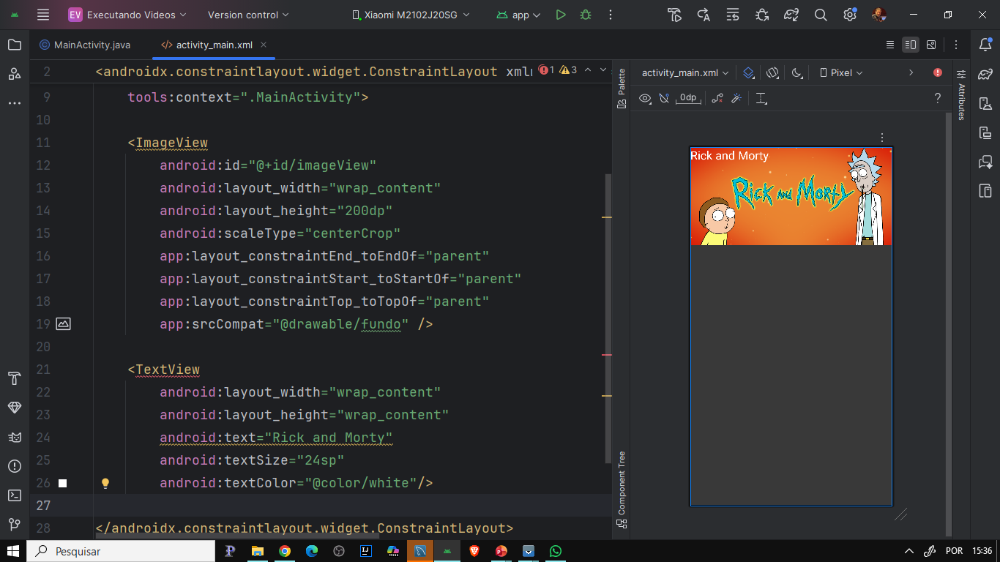 EV Executando Videos
Version control
Xiaomi M2102J20SG
app
MainActivity.java
activity_main.xml
2 <androidx.constraintlayout.widget.ConstraintLayout xmlr
1 3
9 tools:context=".MainActivity">
10
11 <ImageView
12 android:id="@+id/imageView"
13 android:layout_width="wrap_content"
14 android:layout_height="200dp"
15 android:scaleType="centerCrop"
16 app:layout_constraintEnd_toEndOf="parent"
17 app:layout_constraintStart_toStartOf="parent"
18 app:layout_constraintTop_toTopOf="parent"
19 app:srcCompat="@drawable/fundo" />
20
21 <TextView
22 android:layout_width="wrap_content"
23 android:layout_height="wrap_content"
24 android:text="Rick and Morty"
25 android:textSize="24sp"
26 android:textColor="@color/white"/>
27
28 </androidx.constraintlayout.widget.ConstraintLayout>
Palette
Component Tree
activity_main.xml
Pixel
0dp
?
Attributes
Rick and Morty
Rick and Morty
Pesquisar
IJ
M365
POR
15:36